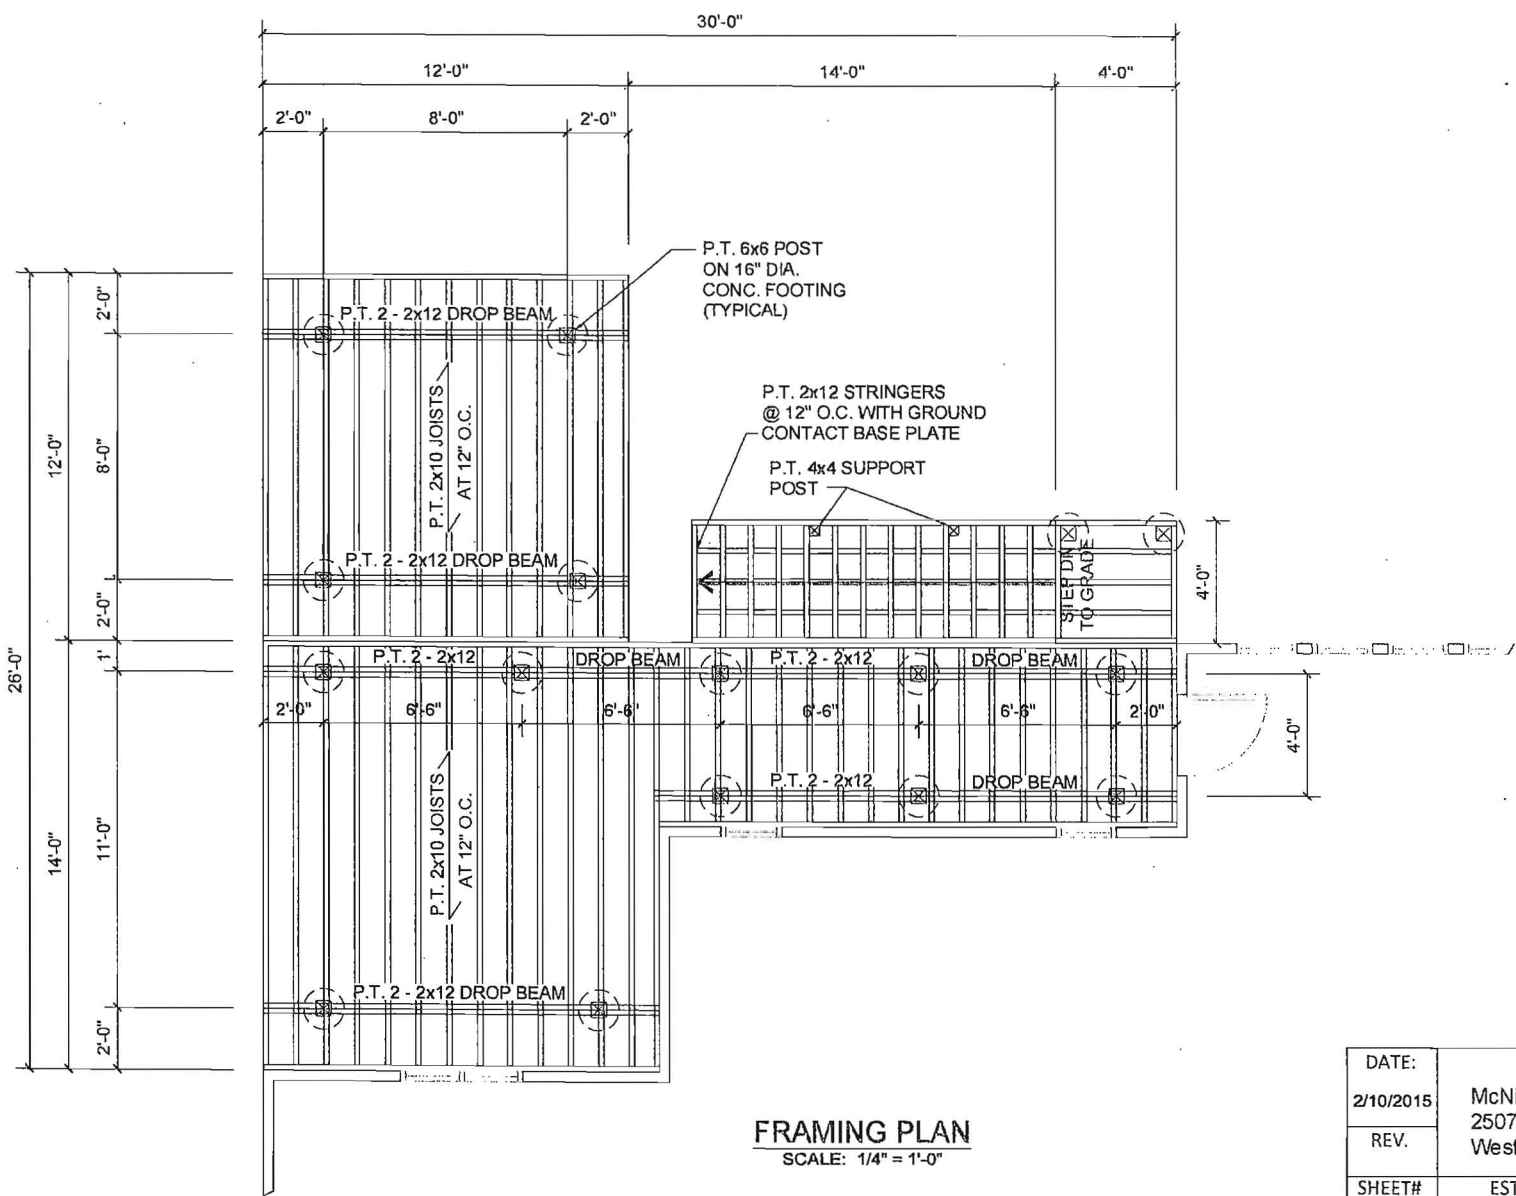 30'-0"
12'-0"
14'-0"
4'-0"
2'-0"
8'-0"
2'-0"
P.T. 6x6 POST
ON 16" DIA.
CONC. FOOTING
(TYPICAL)
2'-0"
P.T. 2 - 2x12 DROP BEAM
P.T. 2x10 JOISTS
AT 12" O.C.
12'-0"
8'-0"
P.T. 2x12 STRINGERS
@ 12" O.C. WITH GROUND
CONTACT BASE PLATE
P.T. 4x4 SUPPORT
POST
P.T. 2 - 2x12 DROP BEAM
STEP DN
TO GRADE
4'-0"
2'-0"
1'
26'-0"
P.T. 2 - 2x12
DROP BEAM
P.T. 2 - 2x12
DROP BEAM
2'-0"
6'-6"
6'-6'
6'-6"
6'-6"
2'-0"
4'-0"
P.T. 2 - 2x12
DROP BEAM
14'-0"
11'-0"
P.T. 2x10 JOISTS
AT 12" O.C.
P.T. 2 - 2x12 DROP BEAM
2'-0"
FRAMING PLAN
SCALE: 1/4" = 1'-0"
DATE:
2/10/2015
REV.
SHEET#
2507
West
EST